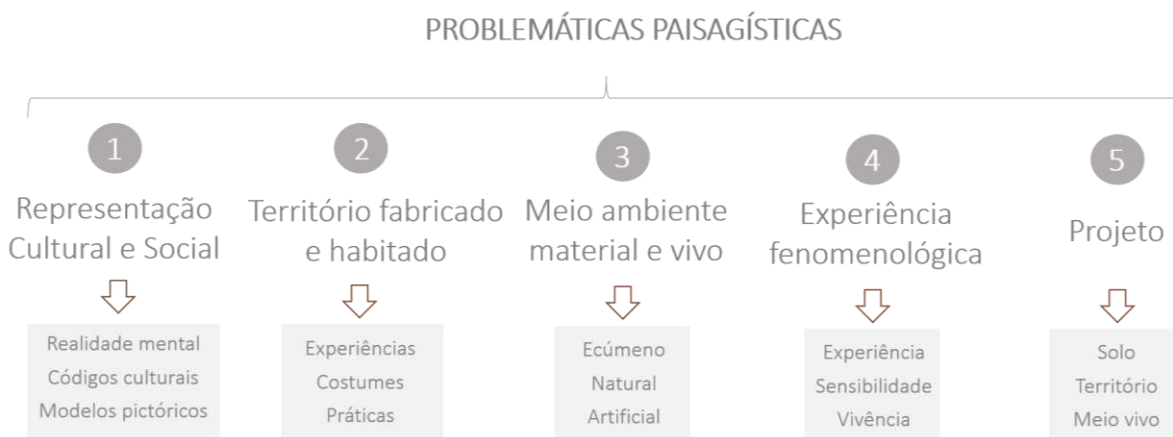 PROBLEMÁTICAS PAISAGÍSTICAS
1
Representação
Cultural e Social
Realidade mental
Códigos culturais
Modelos pictóricos
2
Território fabricado
e habitado
Experiências
Costumes
Práticas
3
Meio ambiente
material e vivo
Ecúmeno
Natural
Artificial
4
Experiência
fenomenológica
Experiência
Sensibilidade
Vivência
5
Projeto
Solo
Território
Meio vivo